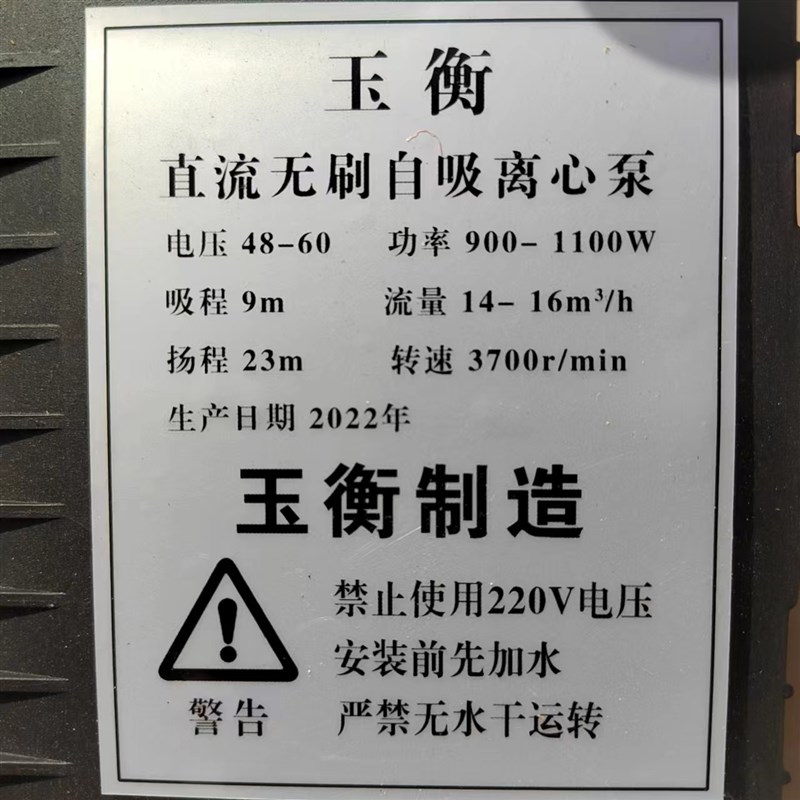 玉衡
直流无刷自吸离心泵
电压 48-60 功率 900- 1100W
吸程 9m 流量 14- 16m³/h
扬程 23m 转速 3700r/min
生产日期 2022年
玉衡制造
禁止使用220V电压
安装前先加水
警告 严禁无水干运转